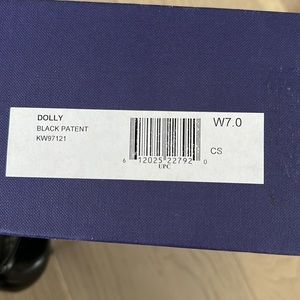 DOLLY
BLACK PATENT
KW97121
W7.0
CS
6 12025 22792 0
UPC